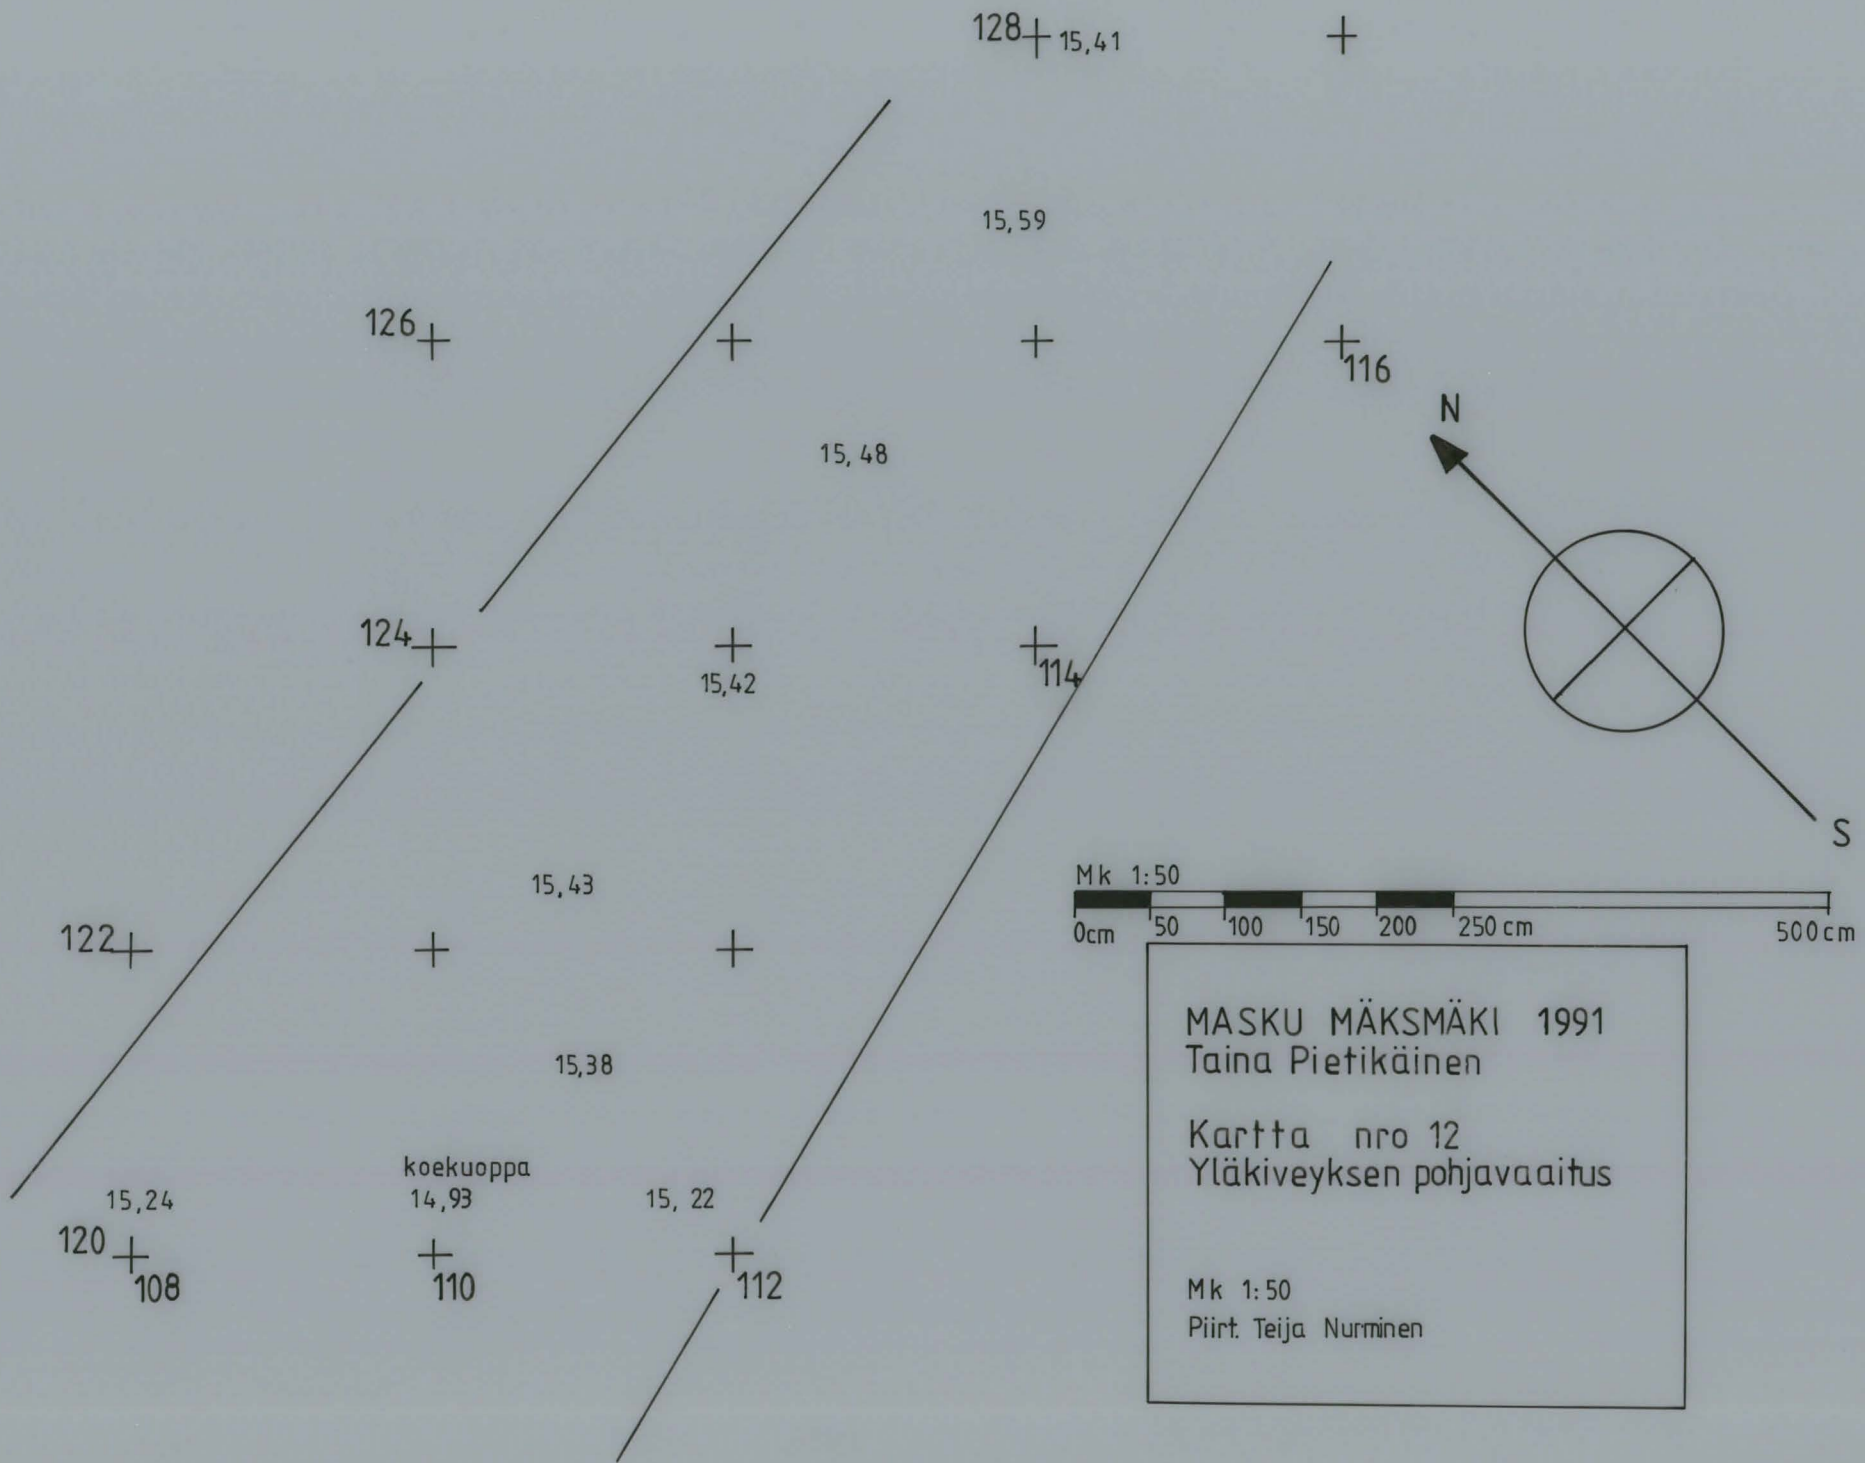 128 15,41
15,59
126
116
N
15,48
124
114
15,42
S
Mk 1:50
0cm 50 100 150 200 250 cm 500 cm
15,43
122
MASKU MÄKSMÄKI 1991
Taina Pietikäinen
Kartta nro 12
Yläkiveyksen pohjavaaitus
Mk 1:50
Piirt. Teija Nurminen
15,38
koekuoppa
15,24 14,93 15,22
120
108 110 112